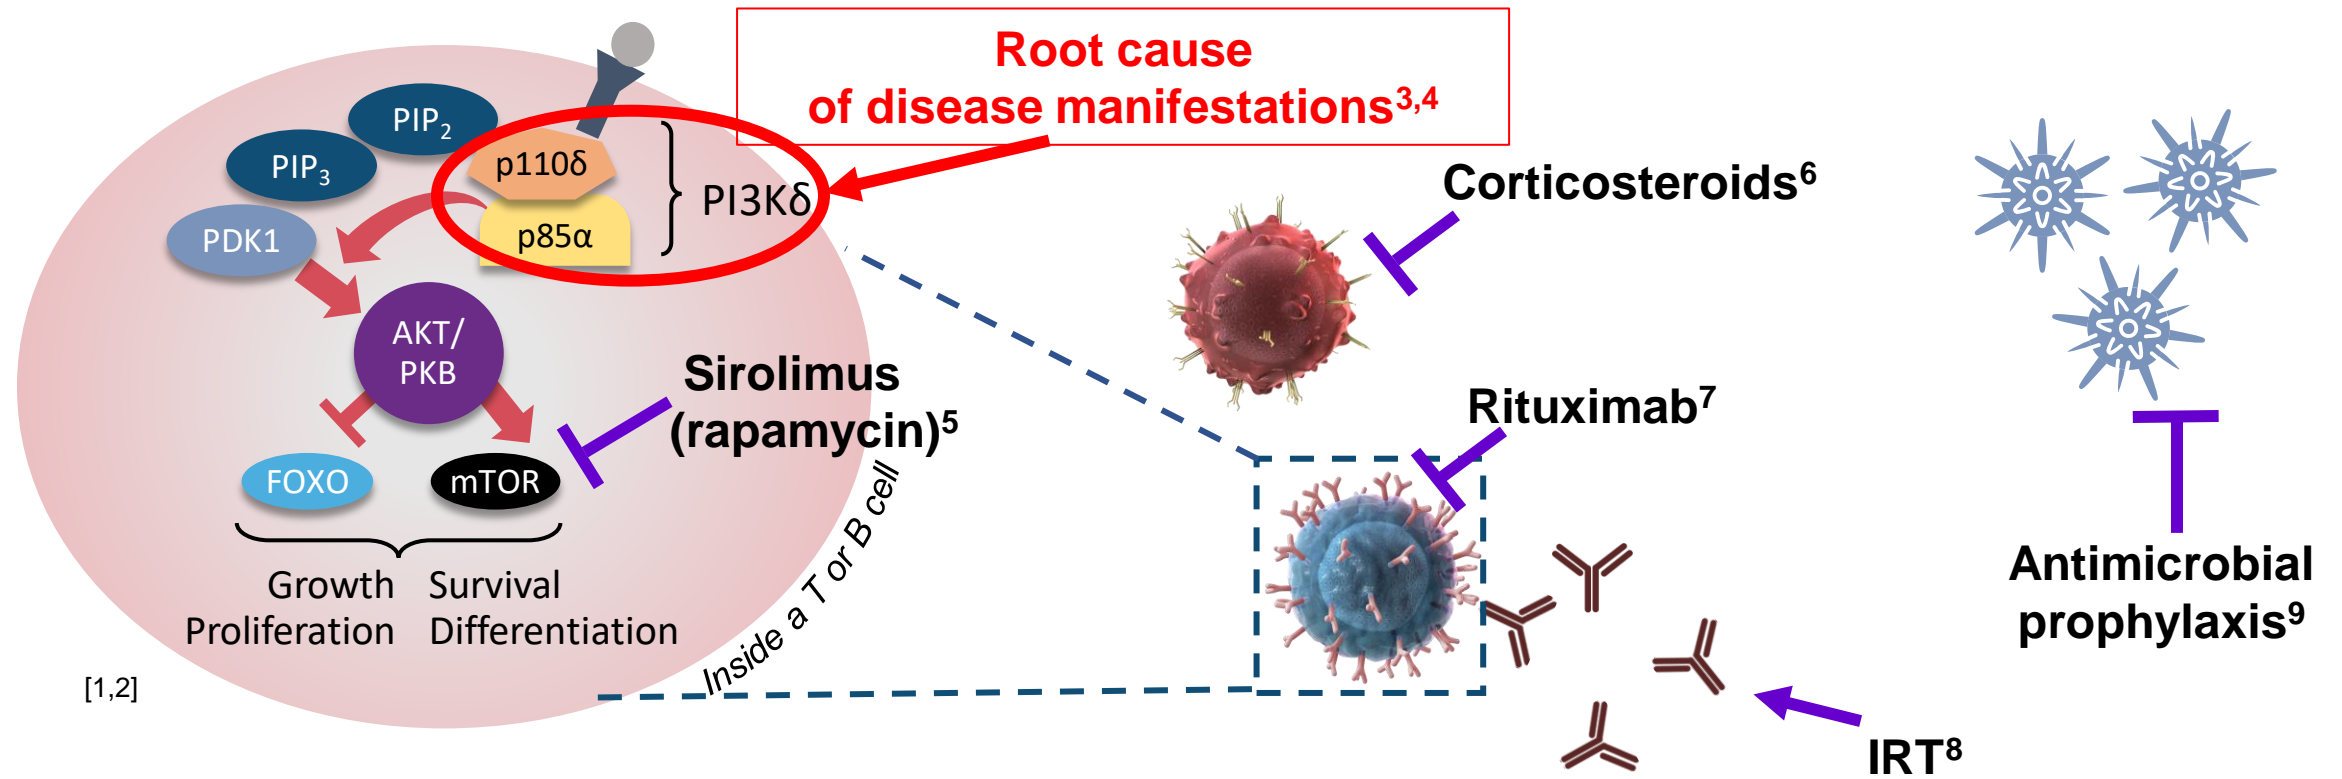 Root cause
of disease manifestations3,4
PIP2
PIP3
p110δ
PI3Kδ
p85α
PDK1
AKT/
PKB
FOXO
mTOR
Growth
Survival
Proliferation
Differentiation
[1,2]
Inside a T or B cell
Sirolimus
(rapamycin)5
Corticosteroids6
Rituximab7
IRT8
Antimicrobial
prophylaxis9